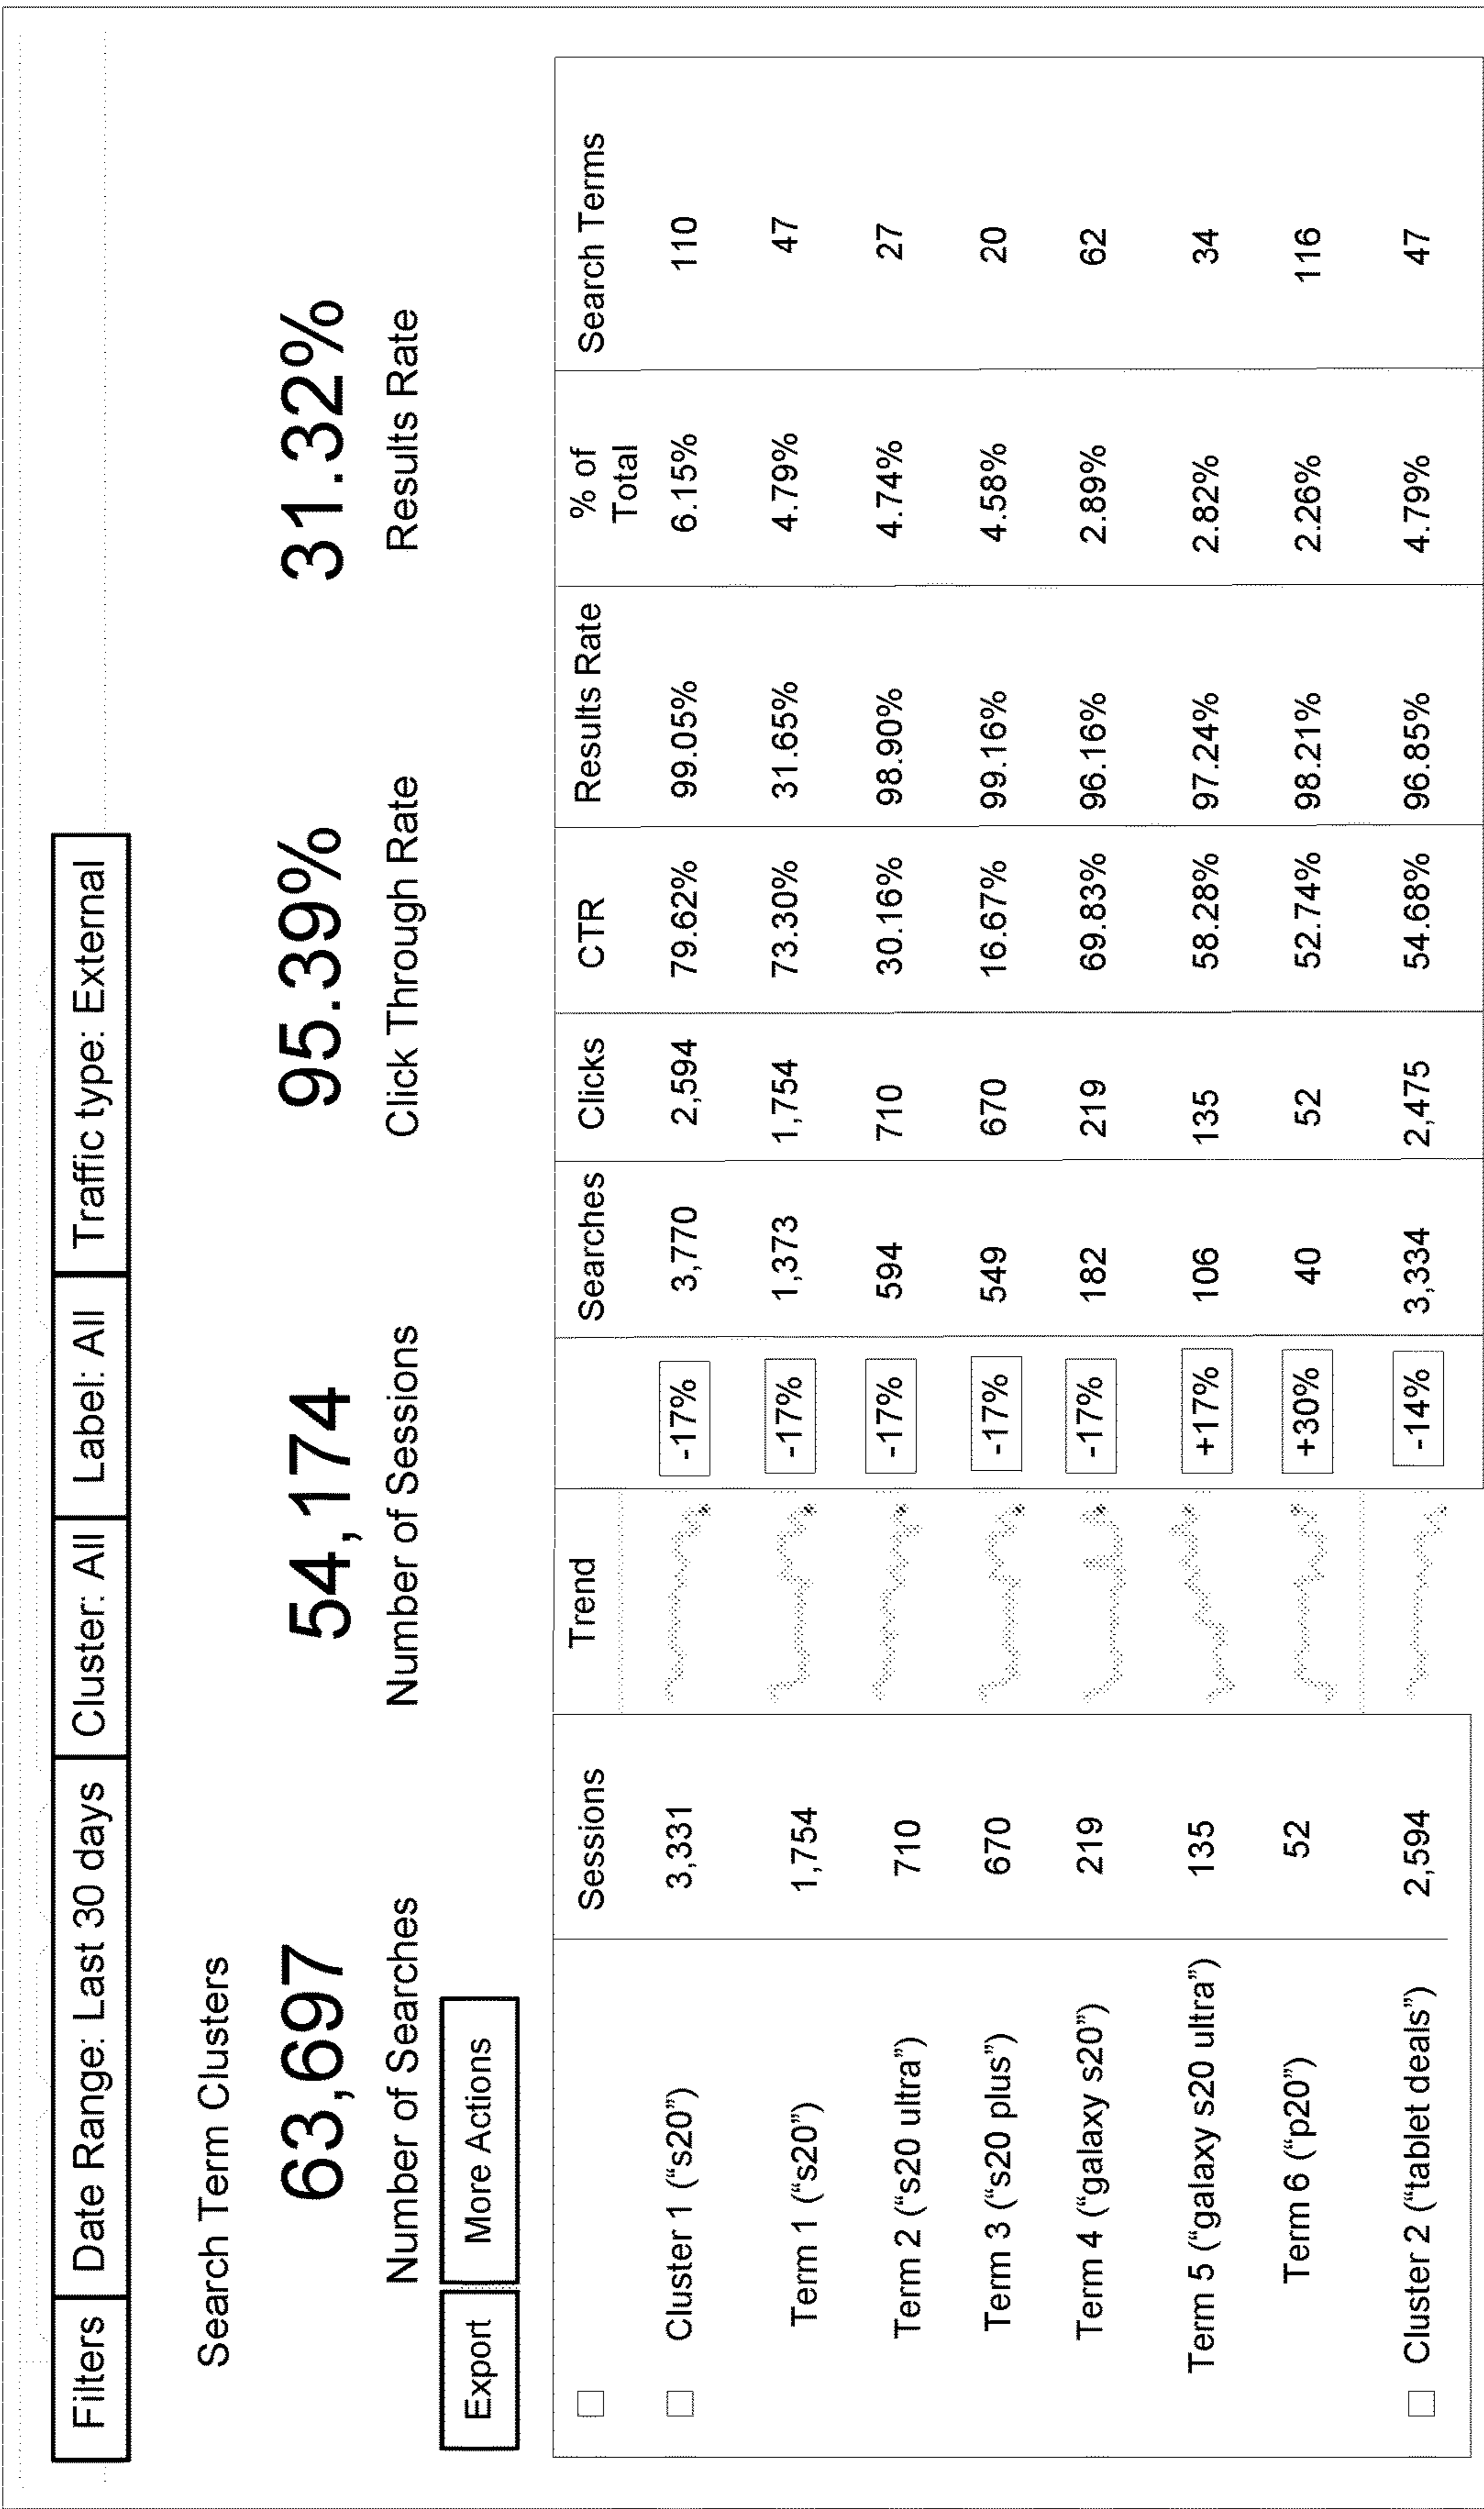 Filters Date Range: Last 30 days Cluster: All Label: All Traffic type: External
Search Term Clusters
63,697 54,174 95.39% 31.32%
Number of Searches Number of Sessions Click Through Rate Results Rate
Export More Actions
Sessions Trend Searches Clicks CTR Results Rate % of
Total Search Terms
Cluster 1 (“s20”) 3,331 -17% 3,770 2,594 79.62% 99.05% 6.15% 110
Term 1 (“s20”) 1,754 -17% 1,373 1,754 73.30% 31.65% 4.79% 47
Term 2 (“s20 ultra”) 710 -17% 594 710 30.16% 98.90% 4.74% 27
Term 3 (“s20 plus”) 670 -17% 549 670 16.67% 99.16% 4.58% 20
Term 4 (“galaxy s20”) 219 -17% 182 219 69.83% 96.16% 2.89% 62
Term 5 (“galaxy s20 ultra”) 135 +17% 106 135 58.28% 97.24% 2.82% 34
Term 6 (“p20”) 52 +30% 40 52 52.74% 98.21% 2.26% 116
Cluster 2 (“tablet deals”) 2,594 -14% 3,334 2,475 54.68% 96.85% 4.79% 47